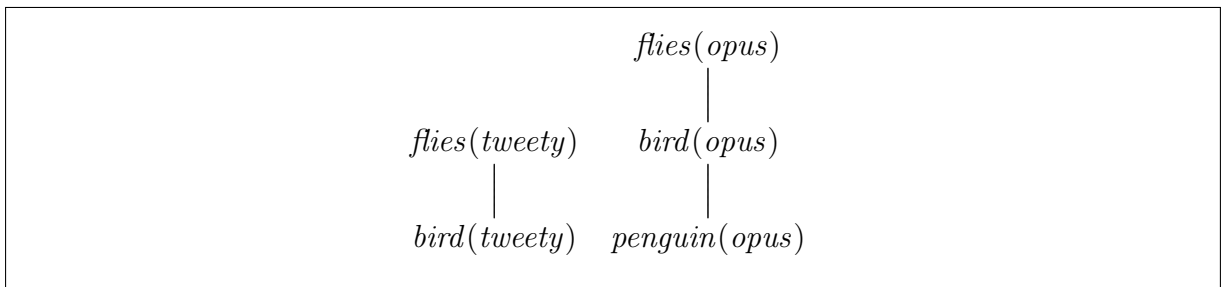 flies(opus)
flies(tweety) bird(opus)
bird(tweety) penguin(opus)